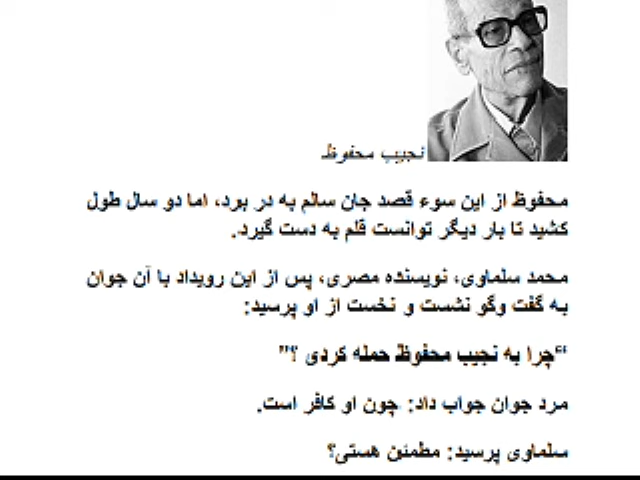 نجیب محفوظ
محفوظ از این سوء قصد جان سالم به در برد، اما دو سال طول
کشید تا بار دیگر توانست قلم به دست گیرد.
محمد سلماوی، نویسنده مصری، پس از این رویداد با آن جوان
به گفت وگو نشست و نخست از او پرسید:
“چرا به نجیب محفوظ حمله کردی ؟”
مرد جوان جواب داد: چون او کافر است.
سلماوی پرسید: مطمئن هستی؟